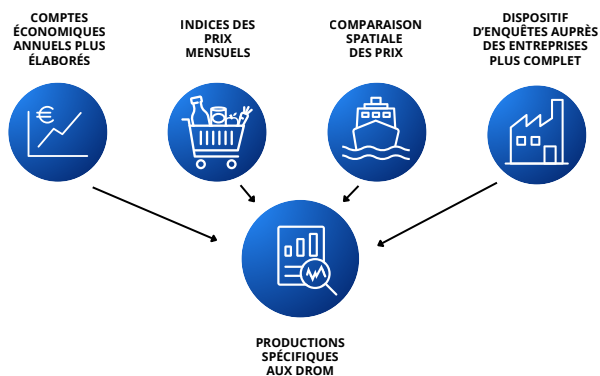 COMPTES
ÉCONOMIQUES
ANNUELS PLUS
ÉLABORÉS
INDICES DES
PRIX
MENSUELS
COMPARAISON
SPATIALE
DES PRIX
DISPOSITIF
D'ENQUÊTES AUPRÈS
DES ENTREPRISES
PLUS COMPLET
€
PRODUCTIONS
SPÉCIFIQUES
AUX DROM